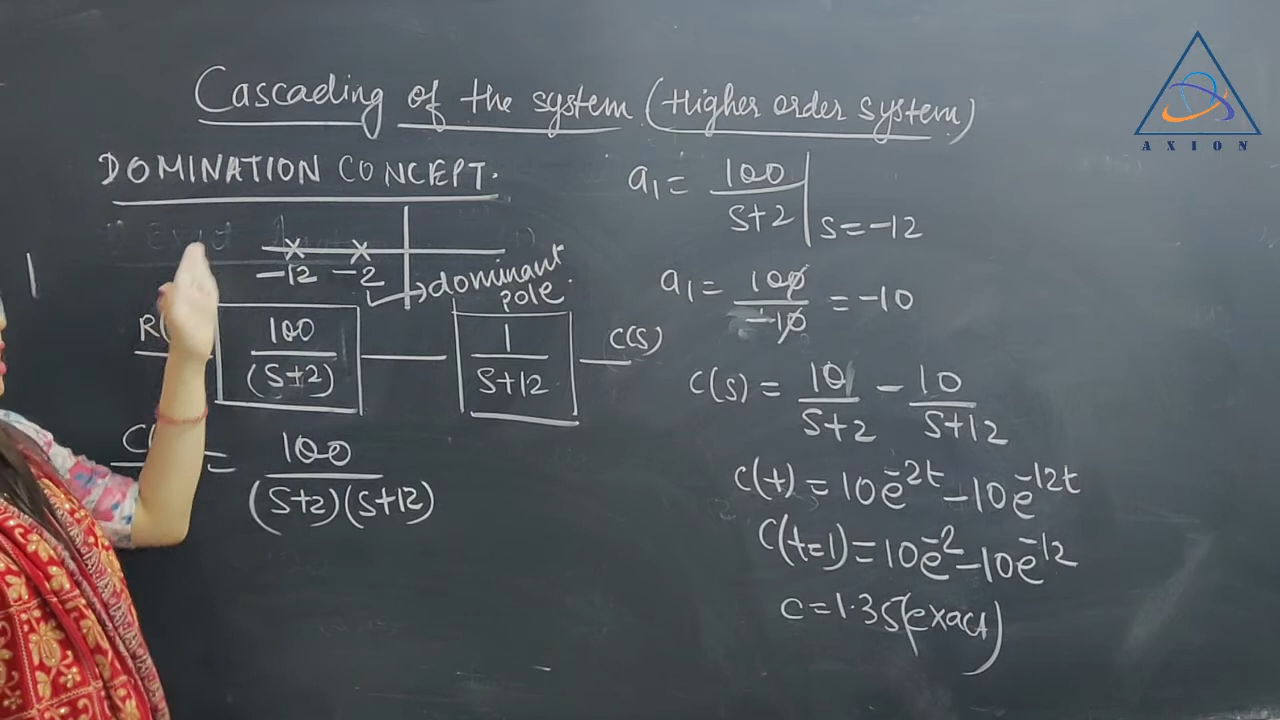 Cascading of the system (Higher order system)
AXION
DOMINATION CONCEPT.
-12 -2 dominant pole.
R(
100
(S+2)
1
S+12
C(S)
C(
= 100
(S+2)(S+12)
a1 = 100
S+2 | S=-12
a1 = 100
-10 = -10
C(S) = 10 - 10
S+2 S+12
C(t) = 10e^-2t - 10e^-12t
C(t=1) = 10e^-2 - 10e^-12
C = 1.35 (exact)